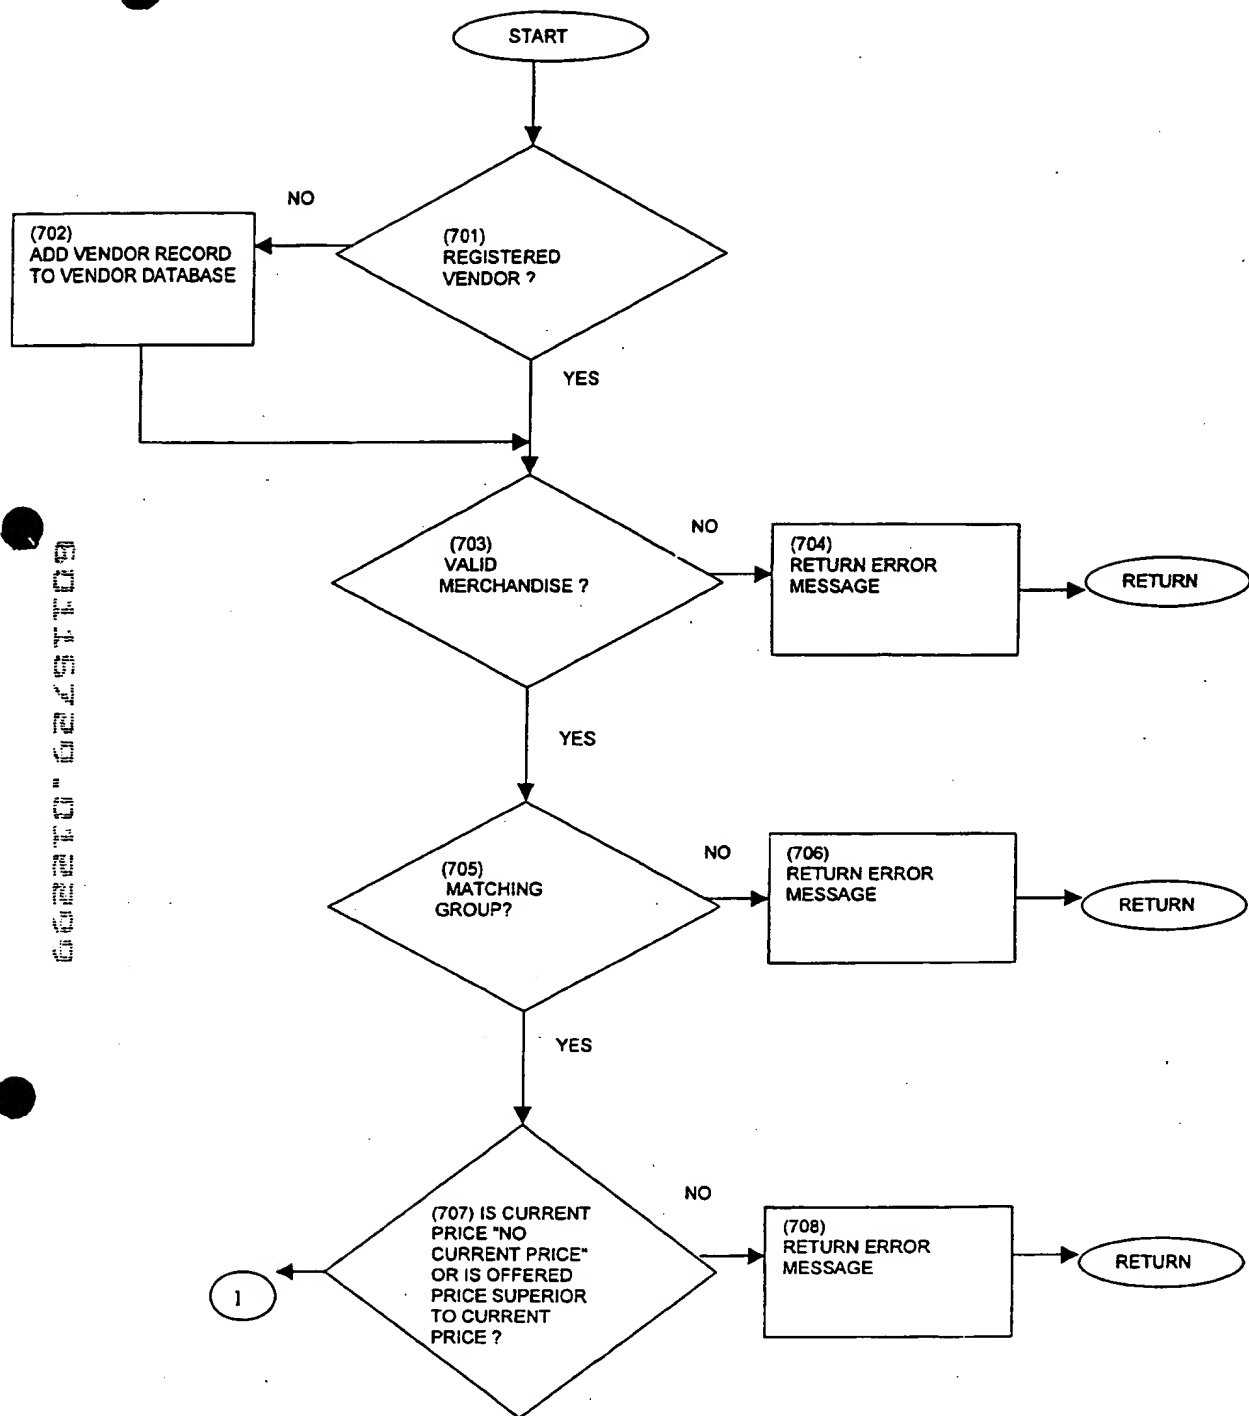 START
NO
(702)
ADD VENDOR RECORD
TO VENDOR DATABASE
(701)
REGISTERED
VENDOR ?
YES
(703)
VALID
MERCHANDISE ?
NO
(704)
RETURN ERROR
MESSAGE
RETURN
YES
(705)
MATCHING
GROUP?
NO
(706)
RETURN ERROR
MESSAGE
RETURN
YES
(707) IS CURRENT
PRICE "NO
CURRENT PRICE"
OR IS OFFERED
PRICE SUPERIOR
TO CURRENT
PRICE ?
NO
(708)
RETURN ERROR
MESSAGE
RETURN
1
60115729.012299